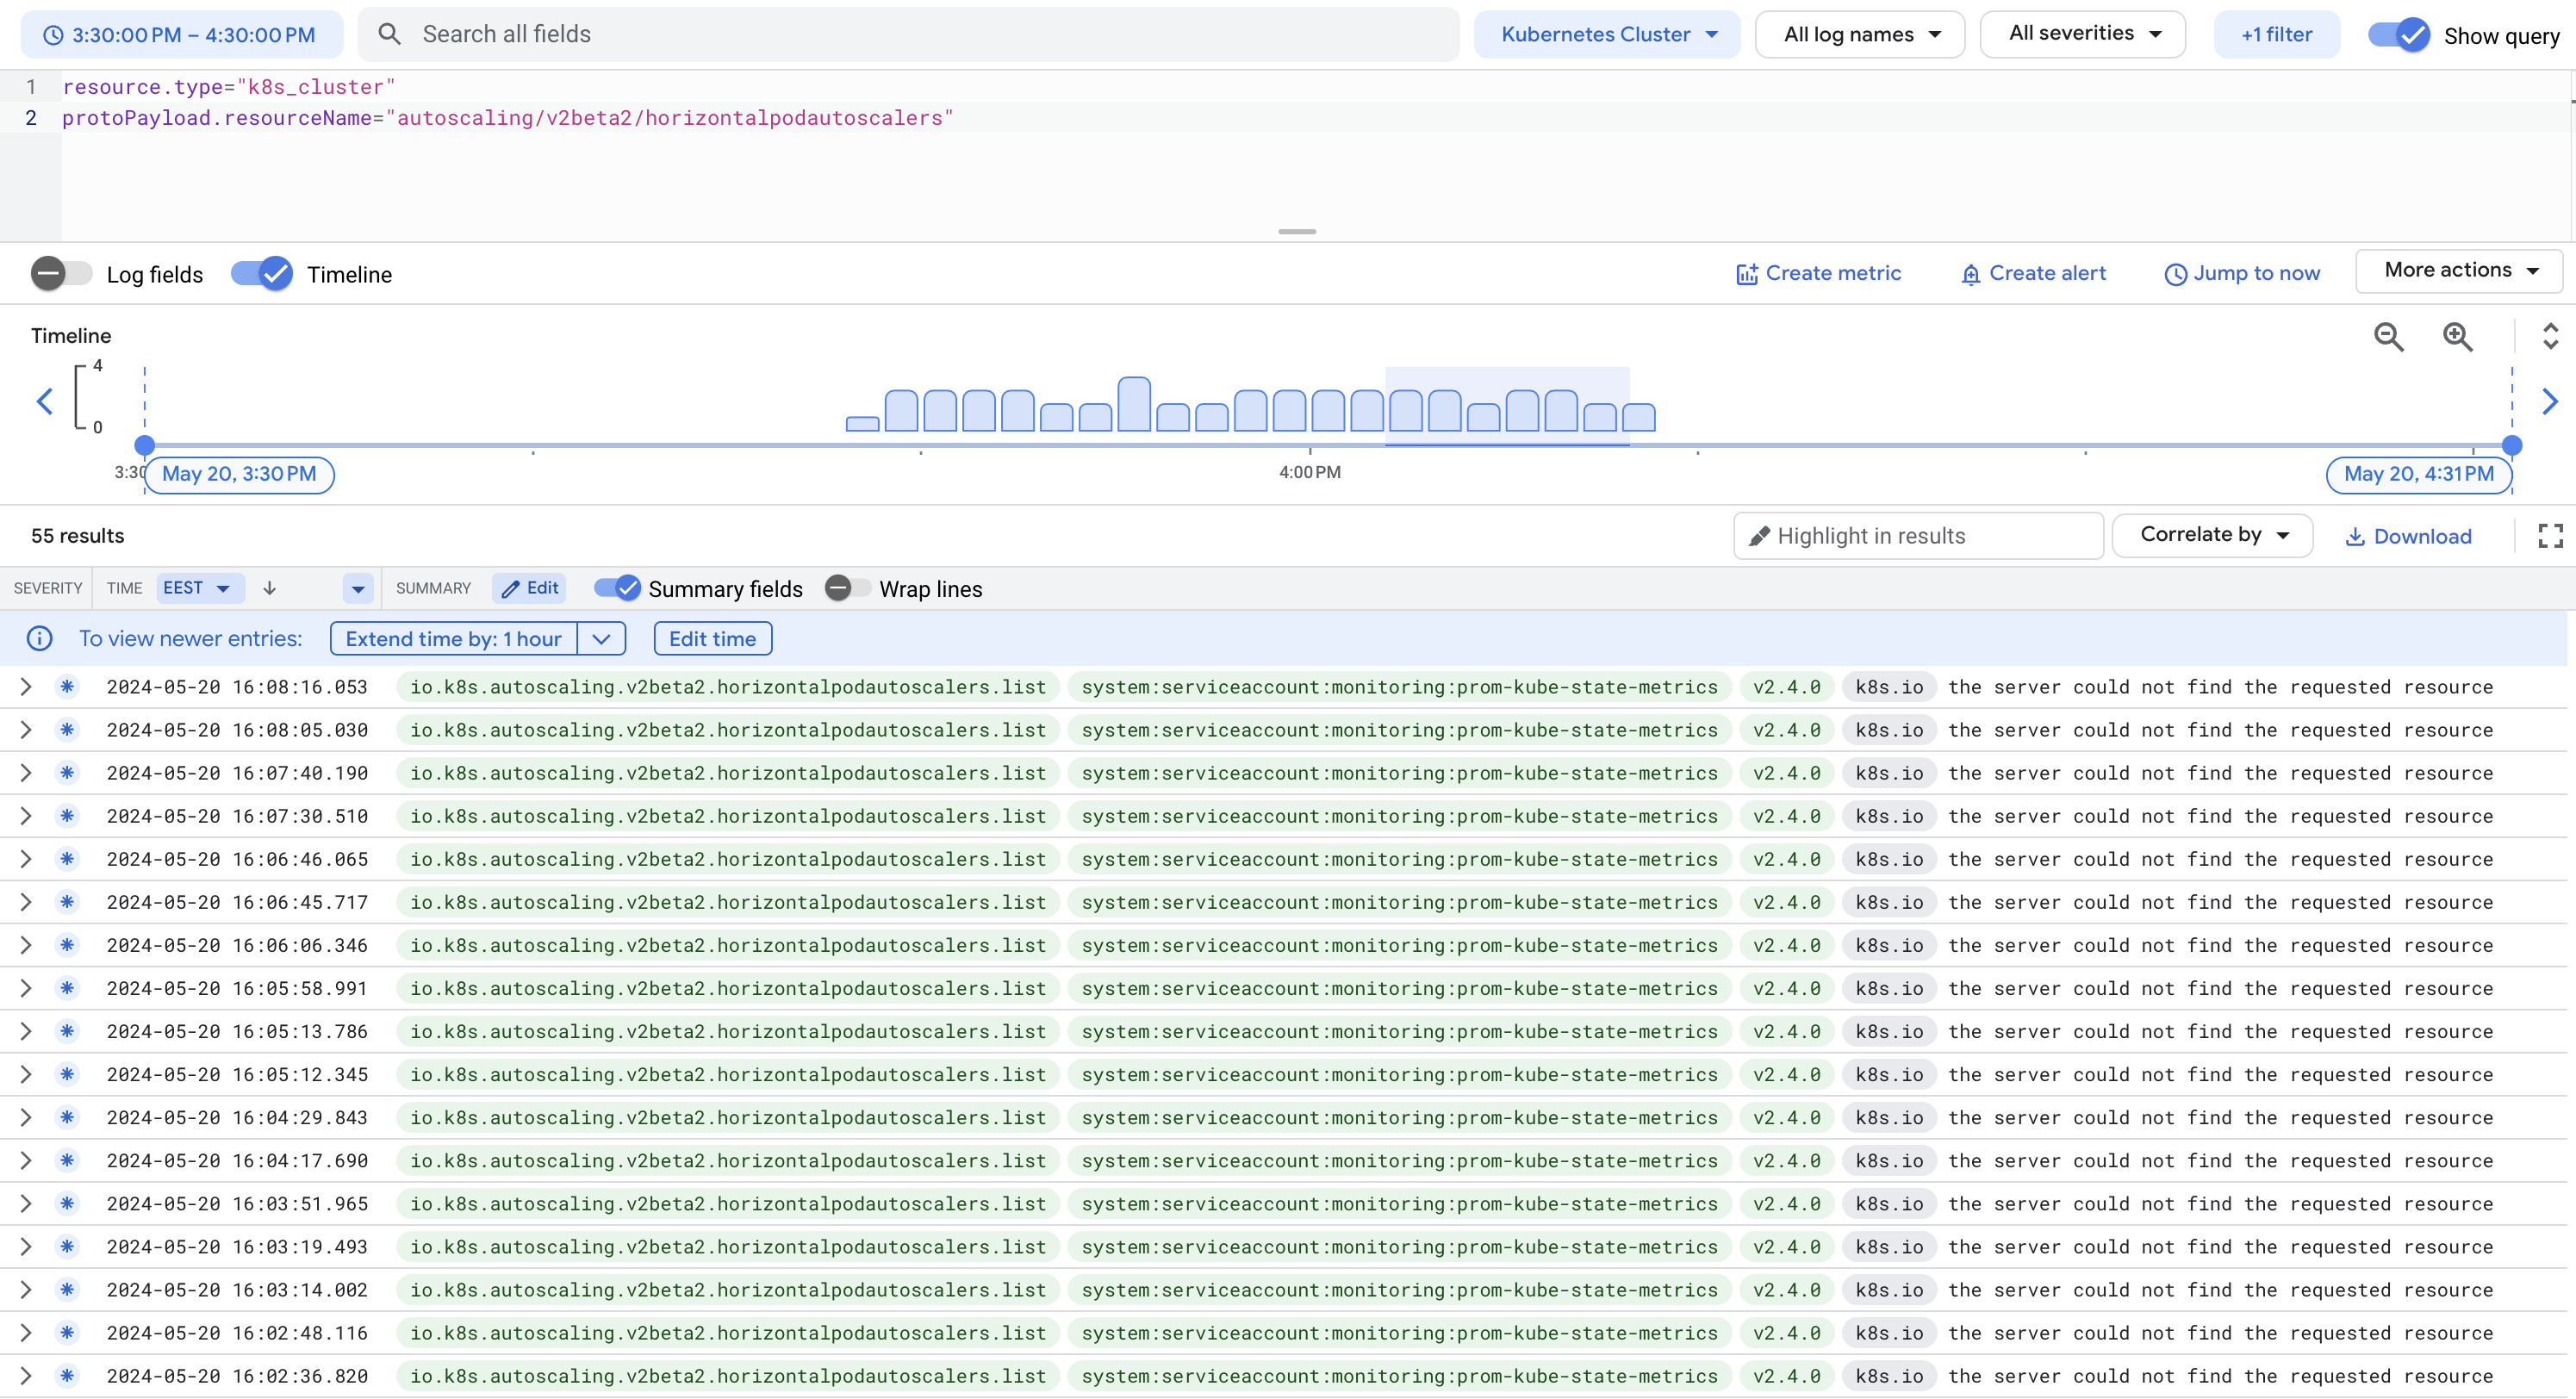 3:30:00 PM – 4:30:00 PM Search all fields Kubernetes Cluster All log names All severities +1 filter Show query
1 resource.type="k8s_cluster"
2 protoPayload.resourceName="autoscaling/v2beta2/horizontalpodautoscalers"
Log fields Timeline Create metric Create alert Jump to now More actions
Timeline
4
0
3:30 May 20, 3:30 PM 4:00 PM May 20, 4:31 PM
55 results Highlight in results Correlate by Download
SEVERITY TIME EEST SUMMARY Edit Summary fields Wrap lines
To view newer entries: Extend time by: 1 hour Edit time
2024-05-20 16:08:16.053 io.k8s.autoscaling.v2beta2.horizontalpodautoscalers.list system:serviceaccount:monitoring:prom-kube-state-metrics v2.4.0 k8s.io the server could not find the requested resource
2024-05-20 16:08:05.030 io.k8s.autoscaling.v2beta2.horizontalpodautoscalers.list system:serviceaccount:monitoring:prom-kube-state-metrics v2.4.0 k8s.io the server could not find the requested resource
2024-05-20 16:07:40.190 io.k8s.autoscaling.v2beta2.horizontalpodautoscalers.list system:serviceaccount:monitoring:prom-kube-state-metrics v2.4.0 k8s.io the server could not find the requested resource
2024-05-20 16:07:30.510 io.k8s.autoscaling.v2beta2.horizontalpodautoscalers.list system:serviceaccount:monitoring:prom-kube-state-metrics v2.4.0 k8s.io the server could not find the requested resource
2024-05-20 16:06:46.065 io.k8s.autoscaling.v2beta2.horizontalpodautoscalers.list system:serviceaccount:monitoring:prom-kube-state-metrics v2.4.0 k8s.io the server could not find the requested resource
2024-05-20 16:06:45.717 io.k8s.autoscaling.v2beta2.horizontalpodautoscalers.list system:serviceaccount:monitoring:prom-kube-state-metrics v2.4.0 k8s.io the server could not find the requested resource
2024-05-20 16:06:06.346 io.k8s.autoscaling.v2beta2.horizontalpodautoscalers.list system:serviceaccount:monitoring:prom-kube-state-metrics v2.4.0 k8s.io the server could not find the requested resource
2024-05-20 16:05:58.991 io.k8s.autoscaling.v2beta2.horizontalpodautoscalers.list system:serviceaccount:monitoring:prom-kube-state-metrics v2.4.0 k8s.io the server could not find the requested resource
2024-05-20 16:05:13.786 io.k8s.autoscaling.v2beta2.horizontalpodautoscalers.list system:serviceaccount:monitoring:prom-kube-state-metrics v2.4.0 k8s.io the server could not find the requested resource
2024-05-20 16:05:12.345 io.k8s.autoscaling.v2beta2.horizontalpodautoscalers.list system:serviceaccount:monitoring:prom-kube-state-metrics v2.4.0 k8s.io the server could not find the requested resource
2024-05-20 16:04:29.843 io.k8s.autoscaling.v2beta2.horizontalpodautoscalers.list system:serviceaccount:monitoring:prom-kube-state-metrics v2.4.0 k8s.io the server could not find the requested resource
2024-05-20 16:04:17.690 io.k8s.autoscaling.v2beta2.horizontalpodautoscalers.list system:serviceaccount:monitoring:prom-kube-state-metrics v2.4.0 k8s.io the server could not find the requested resource
2024-05-20 16:03:51.965 io.k8s.autoscaling.v2beta2.horizontalpodautoscalers.list system:serviceaccount:monitoring:prom-kube-state-metrics v2.4.0 k8s.io the server could not find the requested resource
2024-05-20 16:03:19.493 io.k8s.autoscaling.v2beta2.horizontalpodautoscalers.list system:serviceaccount:monitoring:prom-kube-state-metrics v2.4.0 k8s.io the server could not find the requested resource
2024-05-20 16:03:14.002 io.k8s.autoscaling.v2beta2.horizontalpodautoscalers.list system:serviceaccount:monitoring:prom-kube-state-metrics v2.4.0 k8s.io the server could not find the requested resource
2024-05-20 16:02:48.116 io.k8s.autoscaling.v2beta2.horizontalpodautoscalers.list system:serviceaccount:monitoring:prom-kube-state-metrics v2.4.0 k8s.io the server could not find the requested resource
2024-05-20 16:02:36.820 io.k8s.autoscaling.v2beta2.horizontalpodautoscalers.list system:serviceaccount:monitoring:prom-kube-state-metrics v2.4.0 k8s.io the server could not find the requested resource